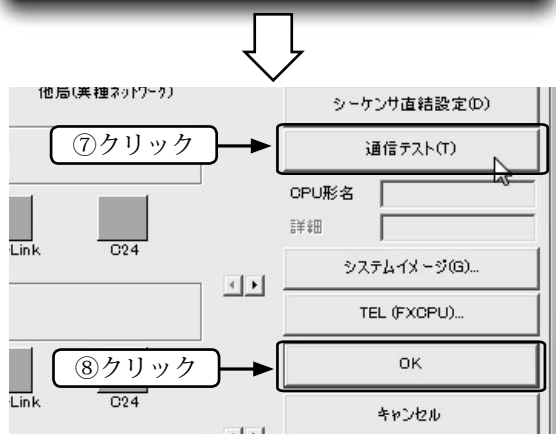 他局(異種ネットワーク)
シーケンサ直結設定(D)
⑦クリック
通信テスト(T)
CPU形名
詳細
Link
C24
システムイメージ(G)...
TEL (FXCPU)...
⑧クリック
OK
Link
C24
キャンセル